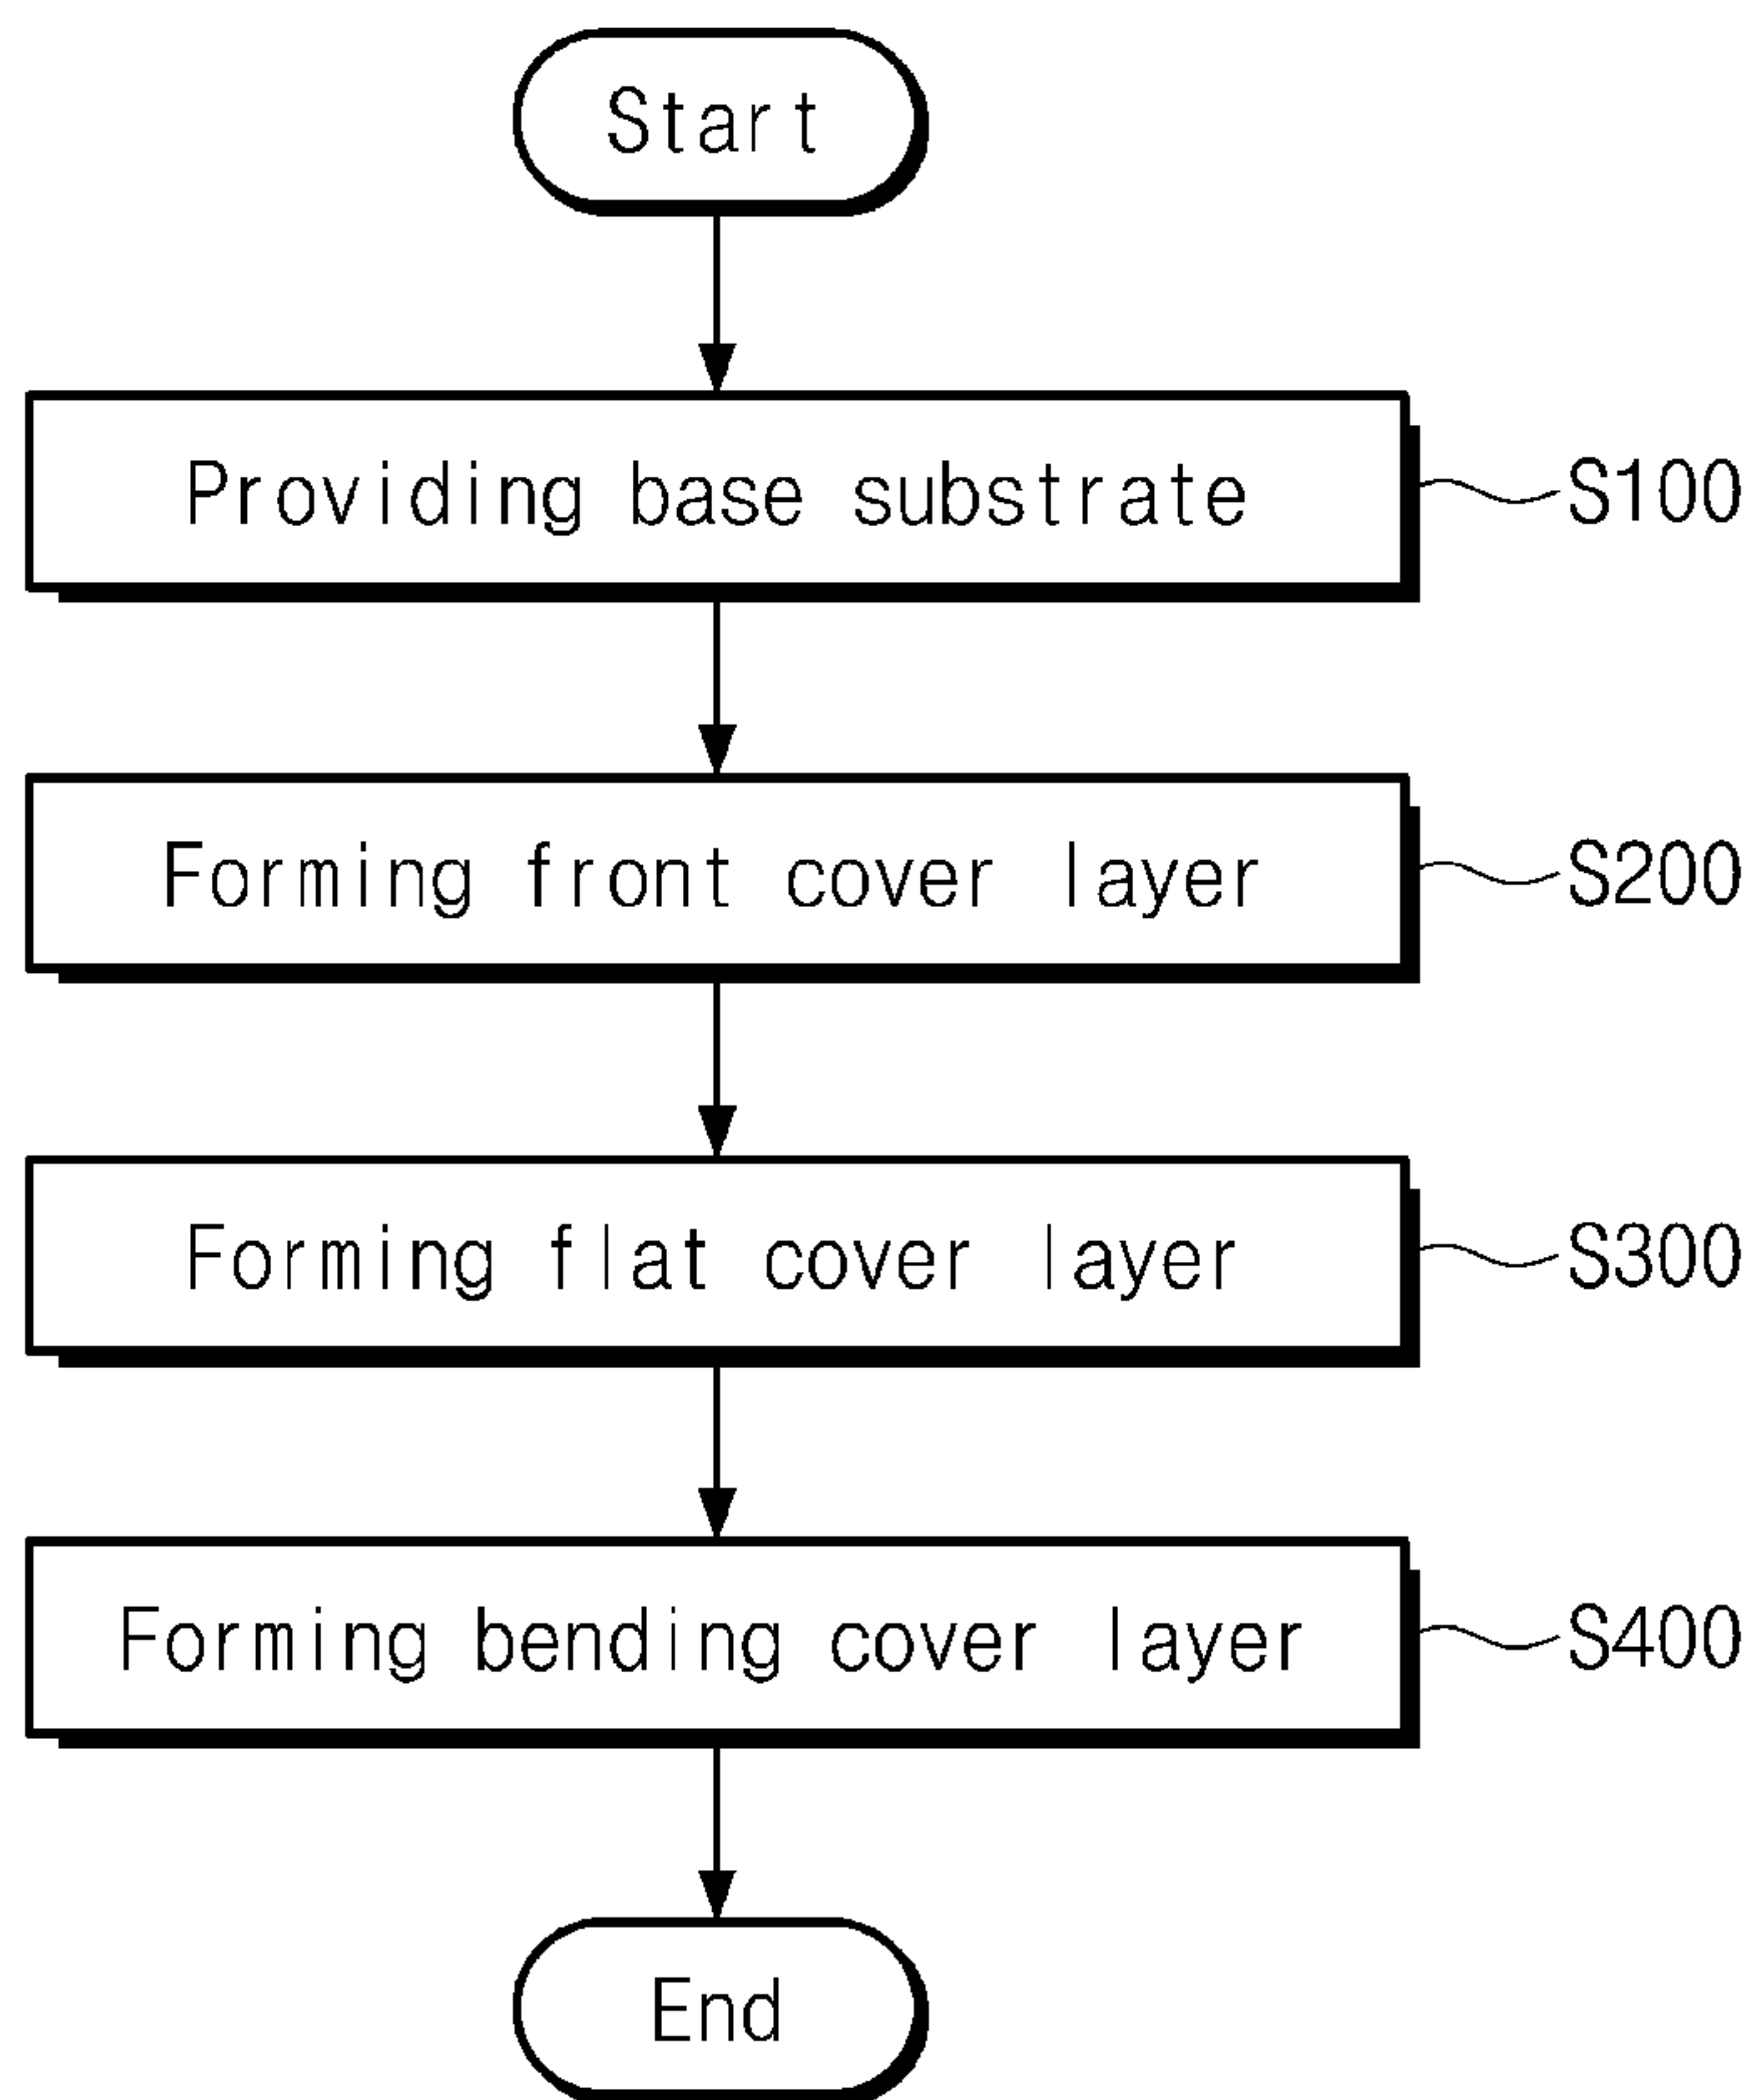 Start
Providing base substrate
S100
Forming front cover layer
S200
Forming flat cover layer
S300
Forming bending cover layer
S400
End